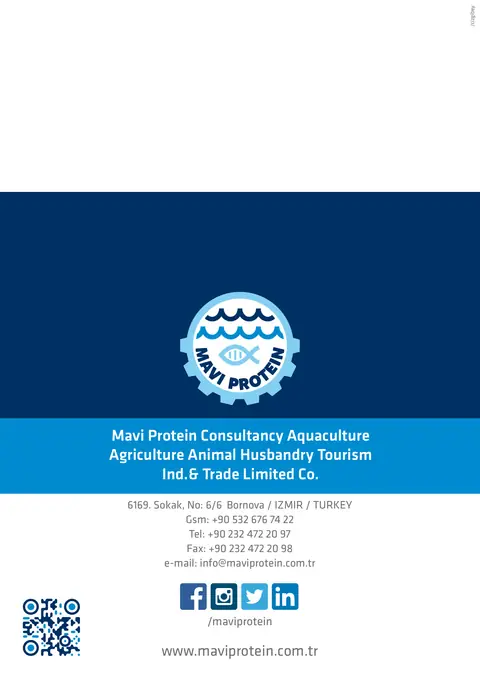 MAVI PROTEIN
Mavi Protein Consultancy Aquaculture
Agriculture Animal Husbandry Tourism
Ind.& Trade Limited Co.
6169. Sokak, No: 6/6 Bornova / IZMIR / TURKEY
Gsm: +90 532 676 74 22
Tel: +90 232 472 20 97
Fax: +90 232 472 20 98
e-mail: info@maviprotein.com.tr
/maviprotein
www.maviprotein.com.tr